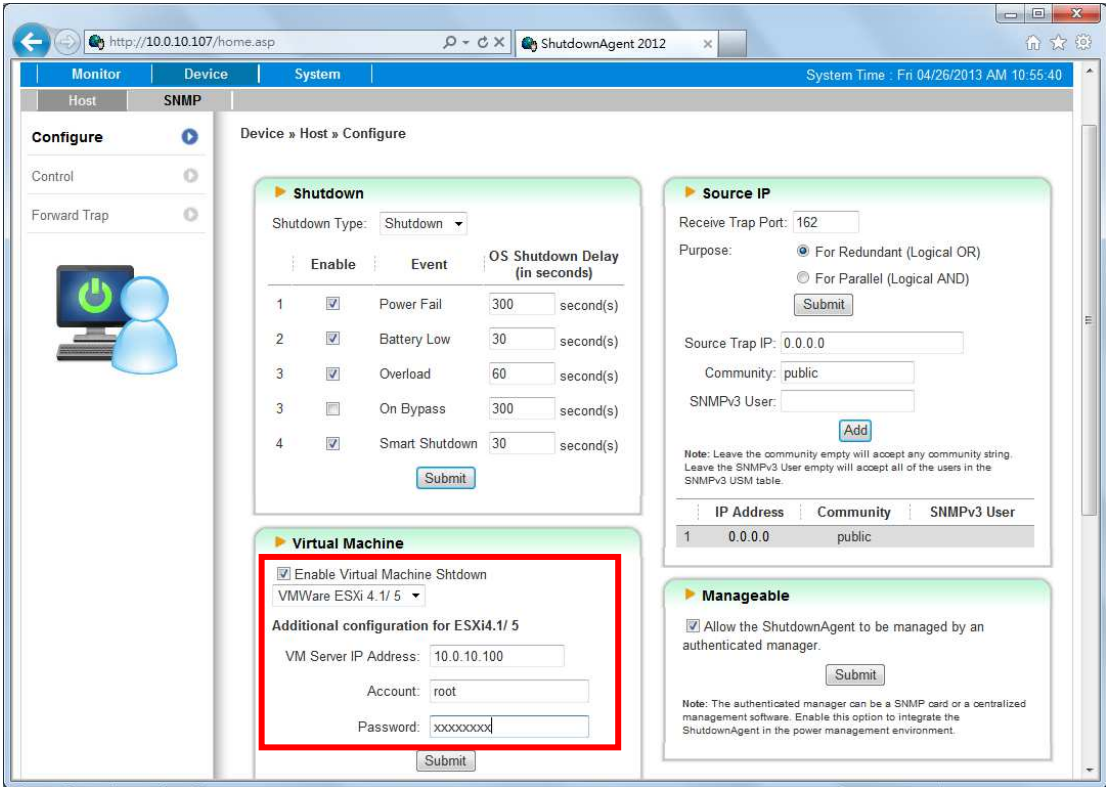 http://10.0.10.107/home.asp
ShutdownAgent 2012
Monitor Device System System Time : Fri 04/26/2013 AM 10:55:40
Host SNMP
Configure
Control
Forward Trap
Device » Host » Configure
Shutdown
Shutdown Type: Shutdown
Enable Event OS Shutdown Delay (in seconds)
1 Power Fail 300 second(s)
2 Battery Low 30 second(s)
3 Overload 60 second(s)
3 On Bypass 300 second(s)
4 Smart Shutdown 30 second(s)
Submit
Virtual Machine
Enable Virtual Machine Shtdown
VMWare ESXi 4.1/ 5
Additional configuration for ESXi4.1/ 5
VM Server IP Address: 10.0.10.100
Account: root
Password: xxxxxxxx
Submit
Source IP
Receive Trap Port: 162
Purpose: For Redundant (Logical OR)
For Parallel (Logical AND)
Submit
Source Trap IP: 0.0.0.0
Community: public
SNMPv3 User:
Add
Note: Leave the community empty will accept any community string.
Leave the SNMPv3 User empty will accept all of the users in the
SNMPv3 USM table.
IP Address Community SNMPv3 User
1 0.0.0.0 public
Manageable
Allow the ShutdownAgent to be managed by an
authenticated manager.
Submit
Note: The authenticated manager can be a SNMP card or a centralized
management software. Enable this option to integrate the
ShutdownAgent in the power management environment.